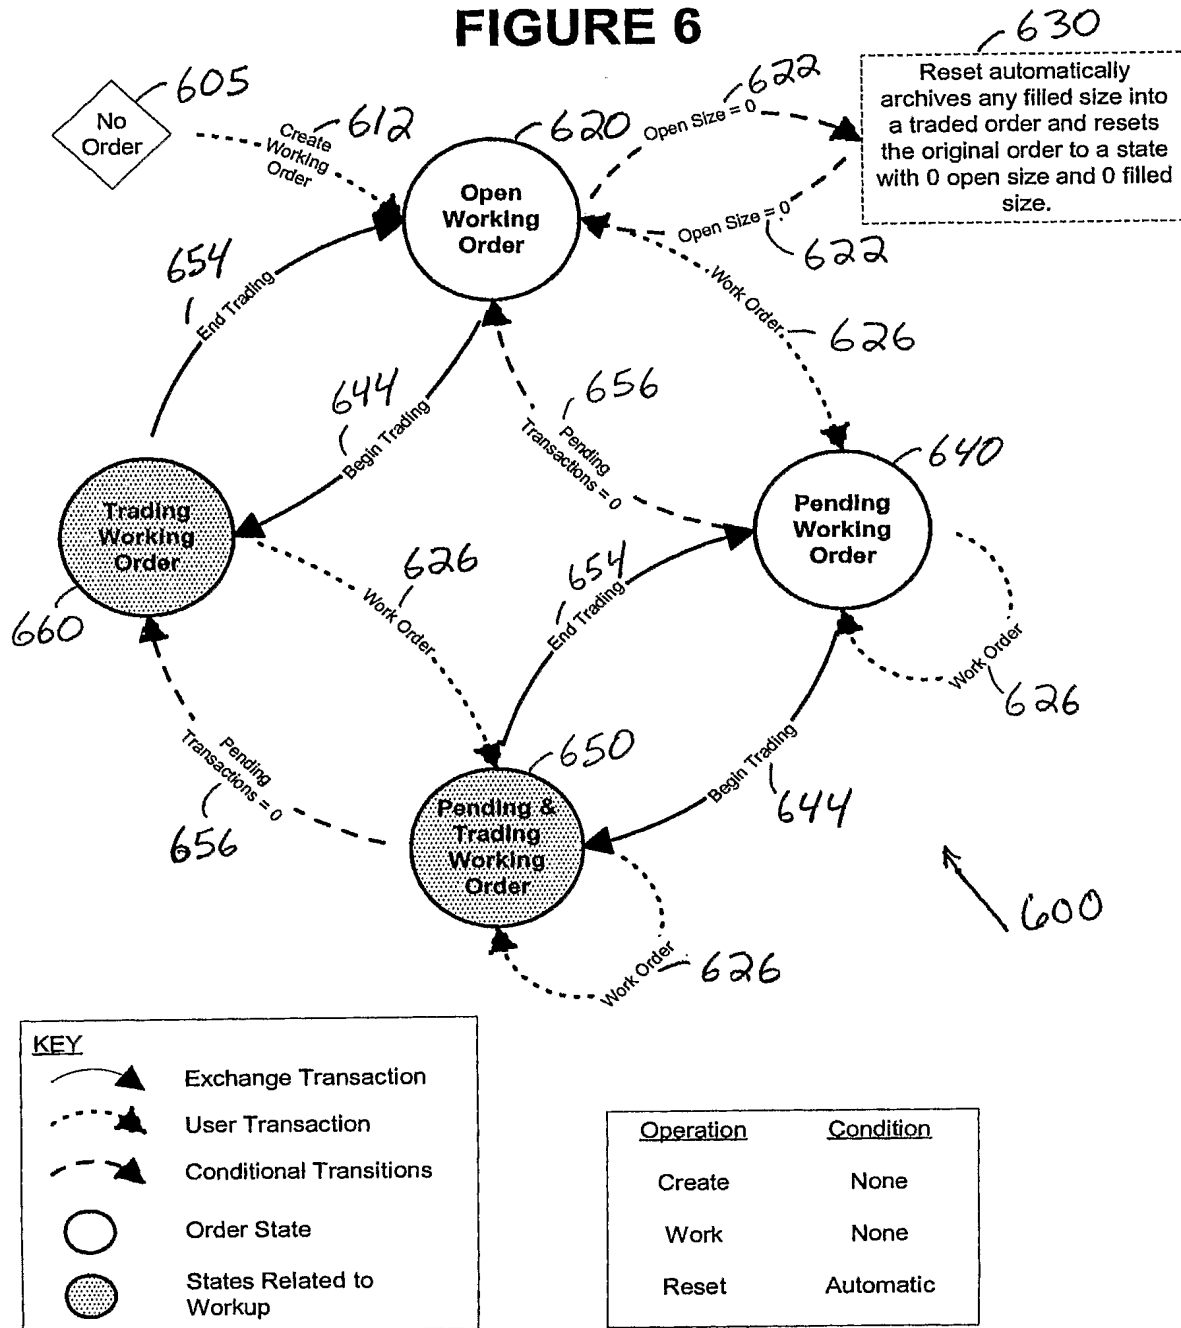 FIGURE 6
630
605
No
Order
Create
Working
Order
612
620
Open
Working
Order
Open Size = 0
622
Reset automatically
archives any filled size into
a traded order and resets
the original order to a state
with 0 open size and 0 filled
size.
Open Size = 0
622
654
End Trading
Work Order
626
644
Begin Trading
656
Pending
Transactions = 0
640
Pending
Working
Order
Trading
Working
Order
660
626
Work Order
654
End Trading
Work Order
626
Pending
Transactions = 0
656
650
Pending &
Trading
Working
Order
Begin Trading
644
600
Work Order
626
KEY
Exchange Transaction
User Transaction
Conditional Transitions
Order State
States Related to
Workup
Operation Condition
Create None
Work None
Reset Automatic